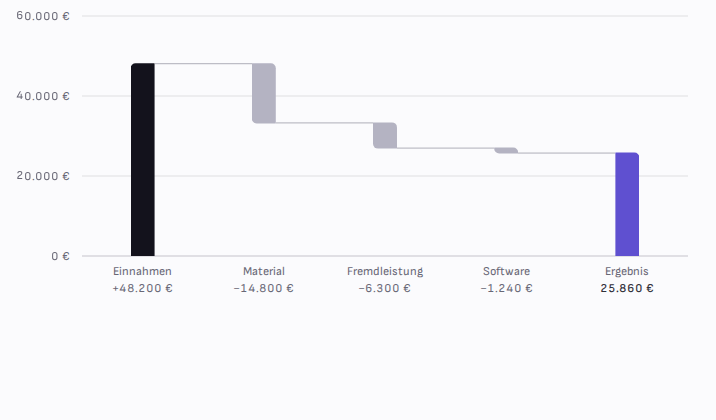 60.000 €
40.000 €
20.000 €
0 €
Einnahmen Material Fremdleistung Software Ergebnis
+48.200 € −14.800 € −6.300 € −1.240 € 25.860 €